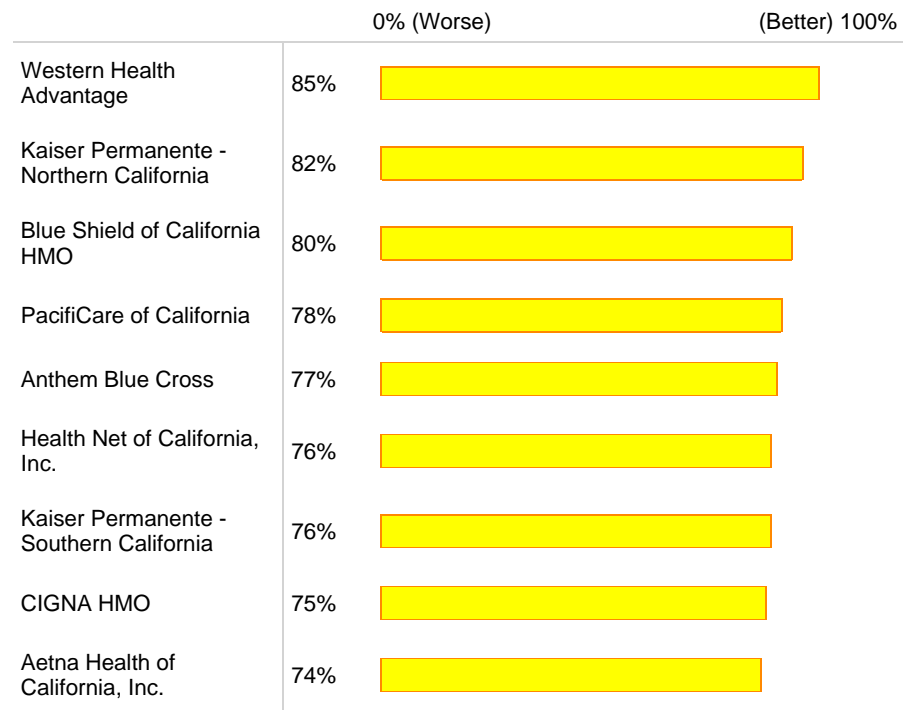 0% (Worse) (Better) 100%
Western Health
Advantage
85%
Kaiser Permanente -
Northern California
82%
Blue Shield of California
HMO
80%
PacifiCare of California 78%
Anthem Blue Cross 77%
Health Net of California,
Inc.
76%
Kaiser Permanente -
Southern California
76%
CIGNA HMO 75%
Aetna Health of
California, Inc.
74%